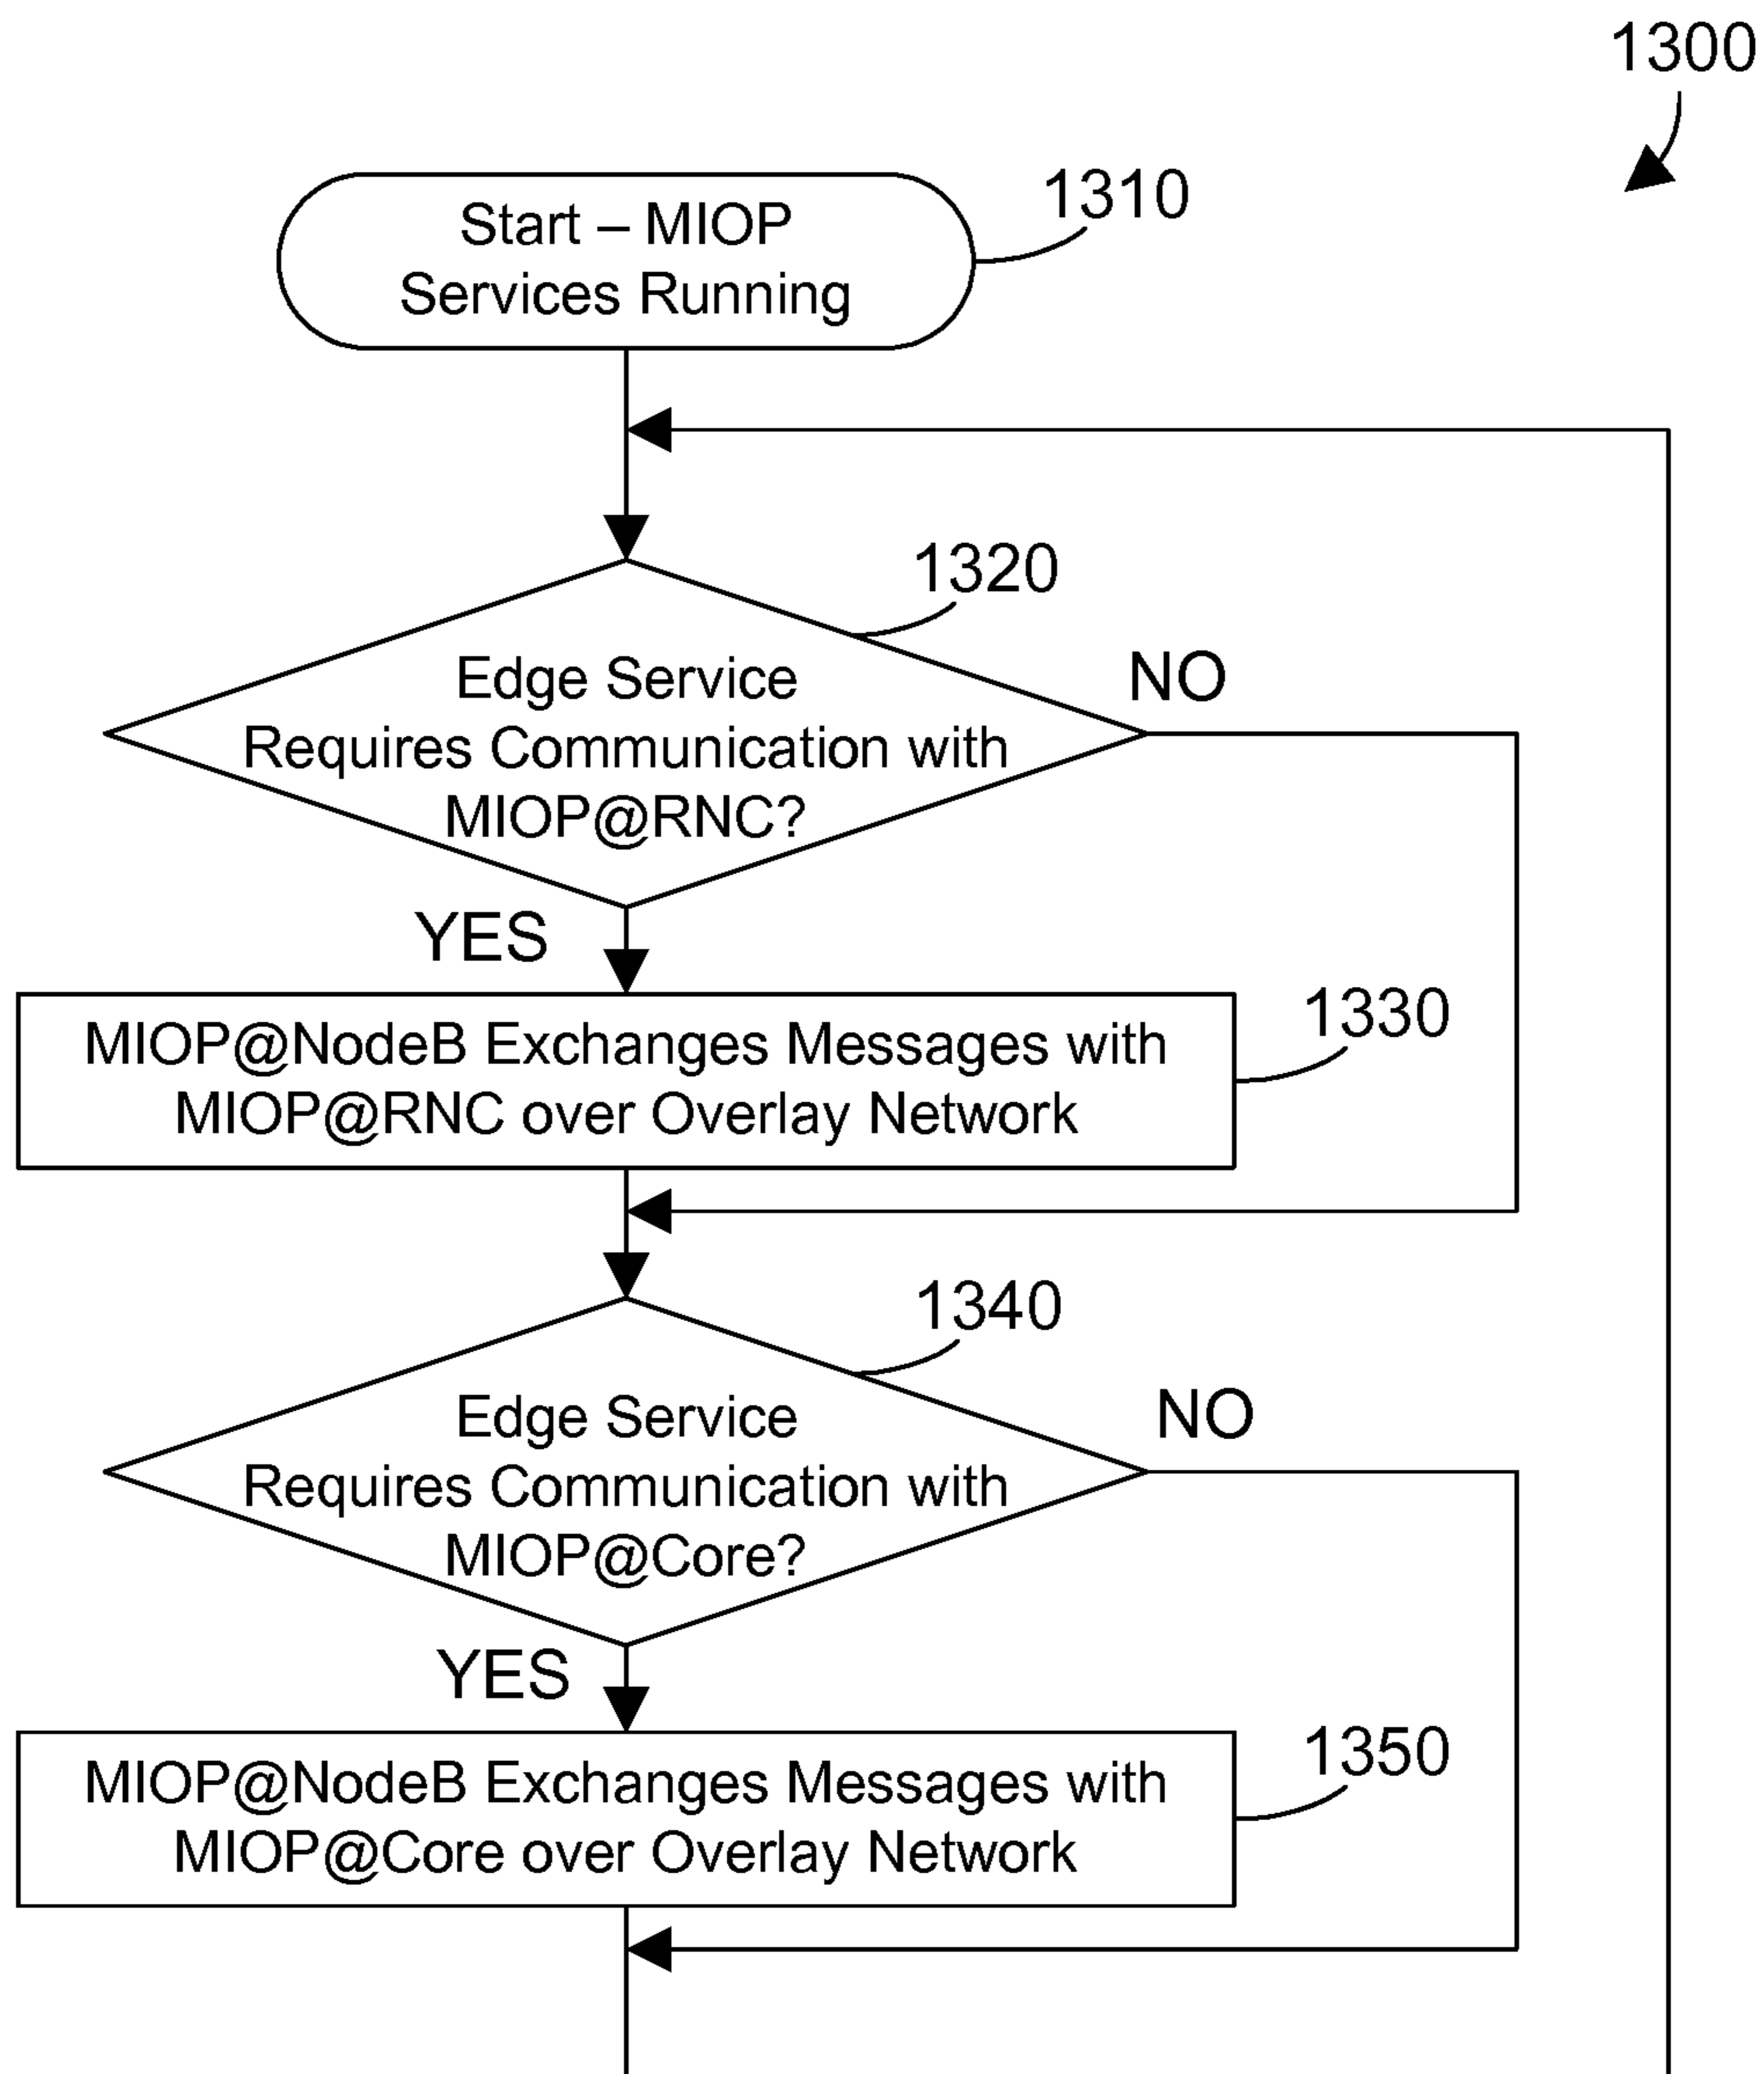 1300
1310
Start – MIOP
Services Running
1320
Edge Service
Requires Communication with
MIOP@RNC?
NO
YES
1330
MIOP@NodeB Exchanges Messages with
MIOP@RNC over Overlay Network
1340
Edge Service
Requires Communication with
MIOP@Core?
NO
YES
1350
MIOP@NodeB Exchanges Messages with
MIOP@Core over Overlay Network